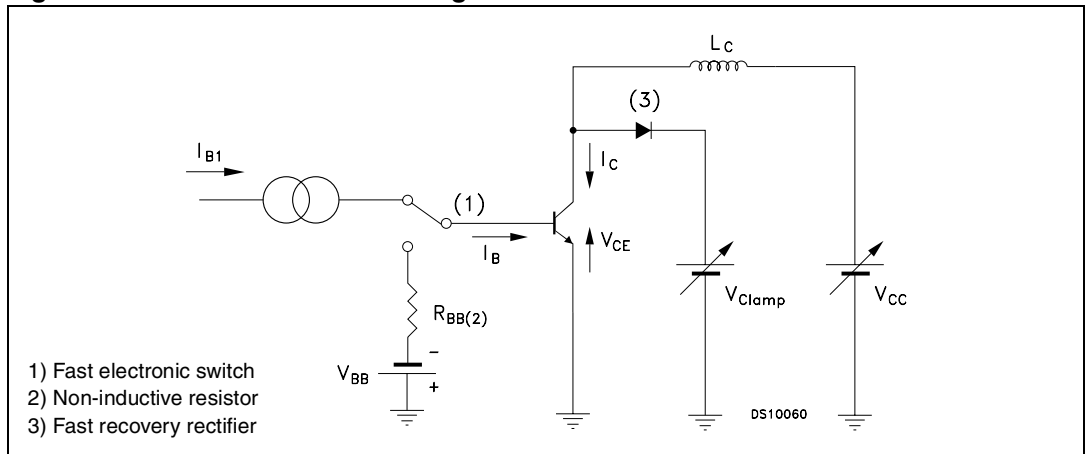 L_C
(3)
I_B1
I_C
(1)
I_B
V_CE
V_Clamp
V_CC
R_BB(2)
V_BB
-
+
1) Fast electronic switch
2) Non-inductive resistor
3) Fast recovery rectifier
DS10060